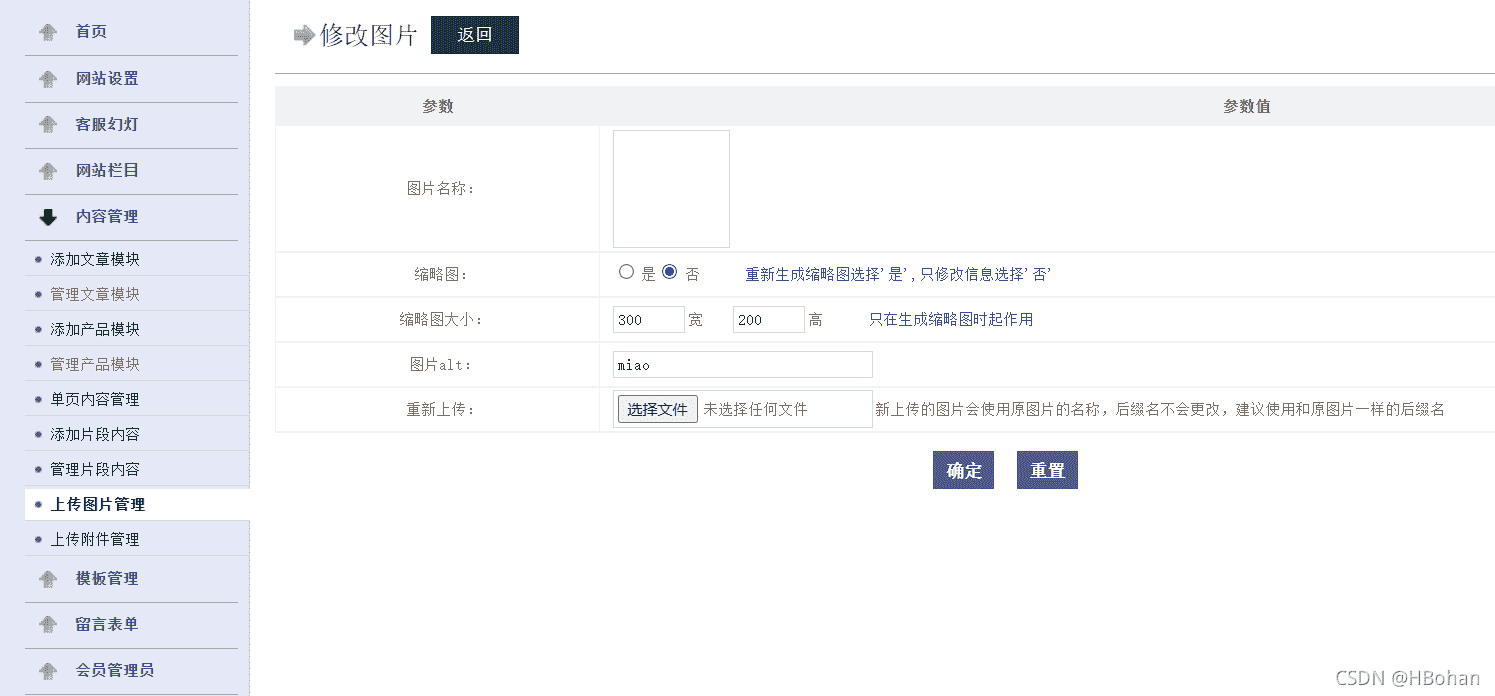 首页
网站设置
客服幻灯
网站栏目
内容管理
添加文章模块
管理文章模块
添加产品模块
管理产品模块
单页内容管理
添加片段内容
管理片段内容
上传图片管理
上传附件管理
模板管理
留言表单
会员管理员
修改图片 返回
参数 参数值
图片名称：
缩略图： 是 否 重新生成缩略图选择'是',只修改信息选择'否'
缩略图大小： 300 宽 200 高 只在生成缩略图时起作用
图片alt： miao
重新上传： 选择文件 未选择任何文件 新上传的图片会使用原图片的名称，后缀名不会更改，建议使用和原图片一样的后缀名
确定 重置
CSDN @HBohan